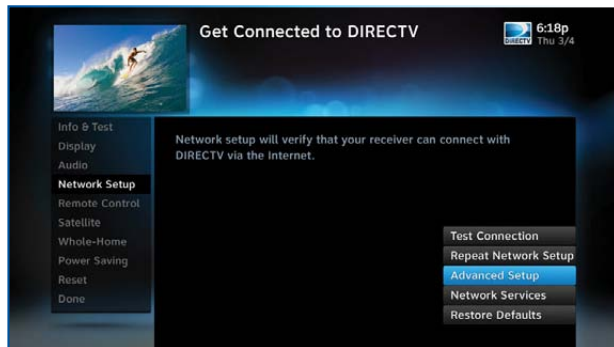 Get Connected to DIRECTV
DIRECTV
6:18p
Thu 3/4
Info & Test
Display
Audio
Network Setup
Remote Control
Satellite
Whole-Home
Power Saving
Reset
Done
Network setup will verify that your receiver can connect with
DIRECTV via the Internet.
Test Connection
Repeat Network Setup
Advanced Setup
Network Services
Restore Defaults